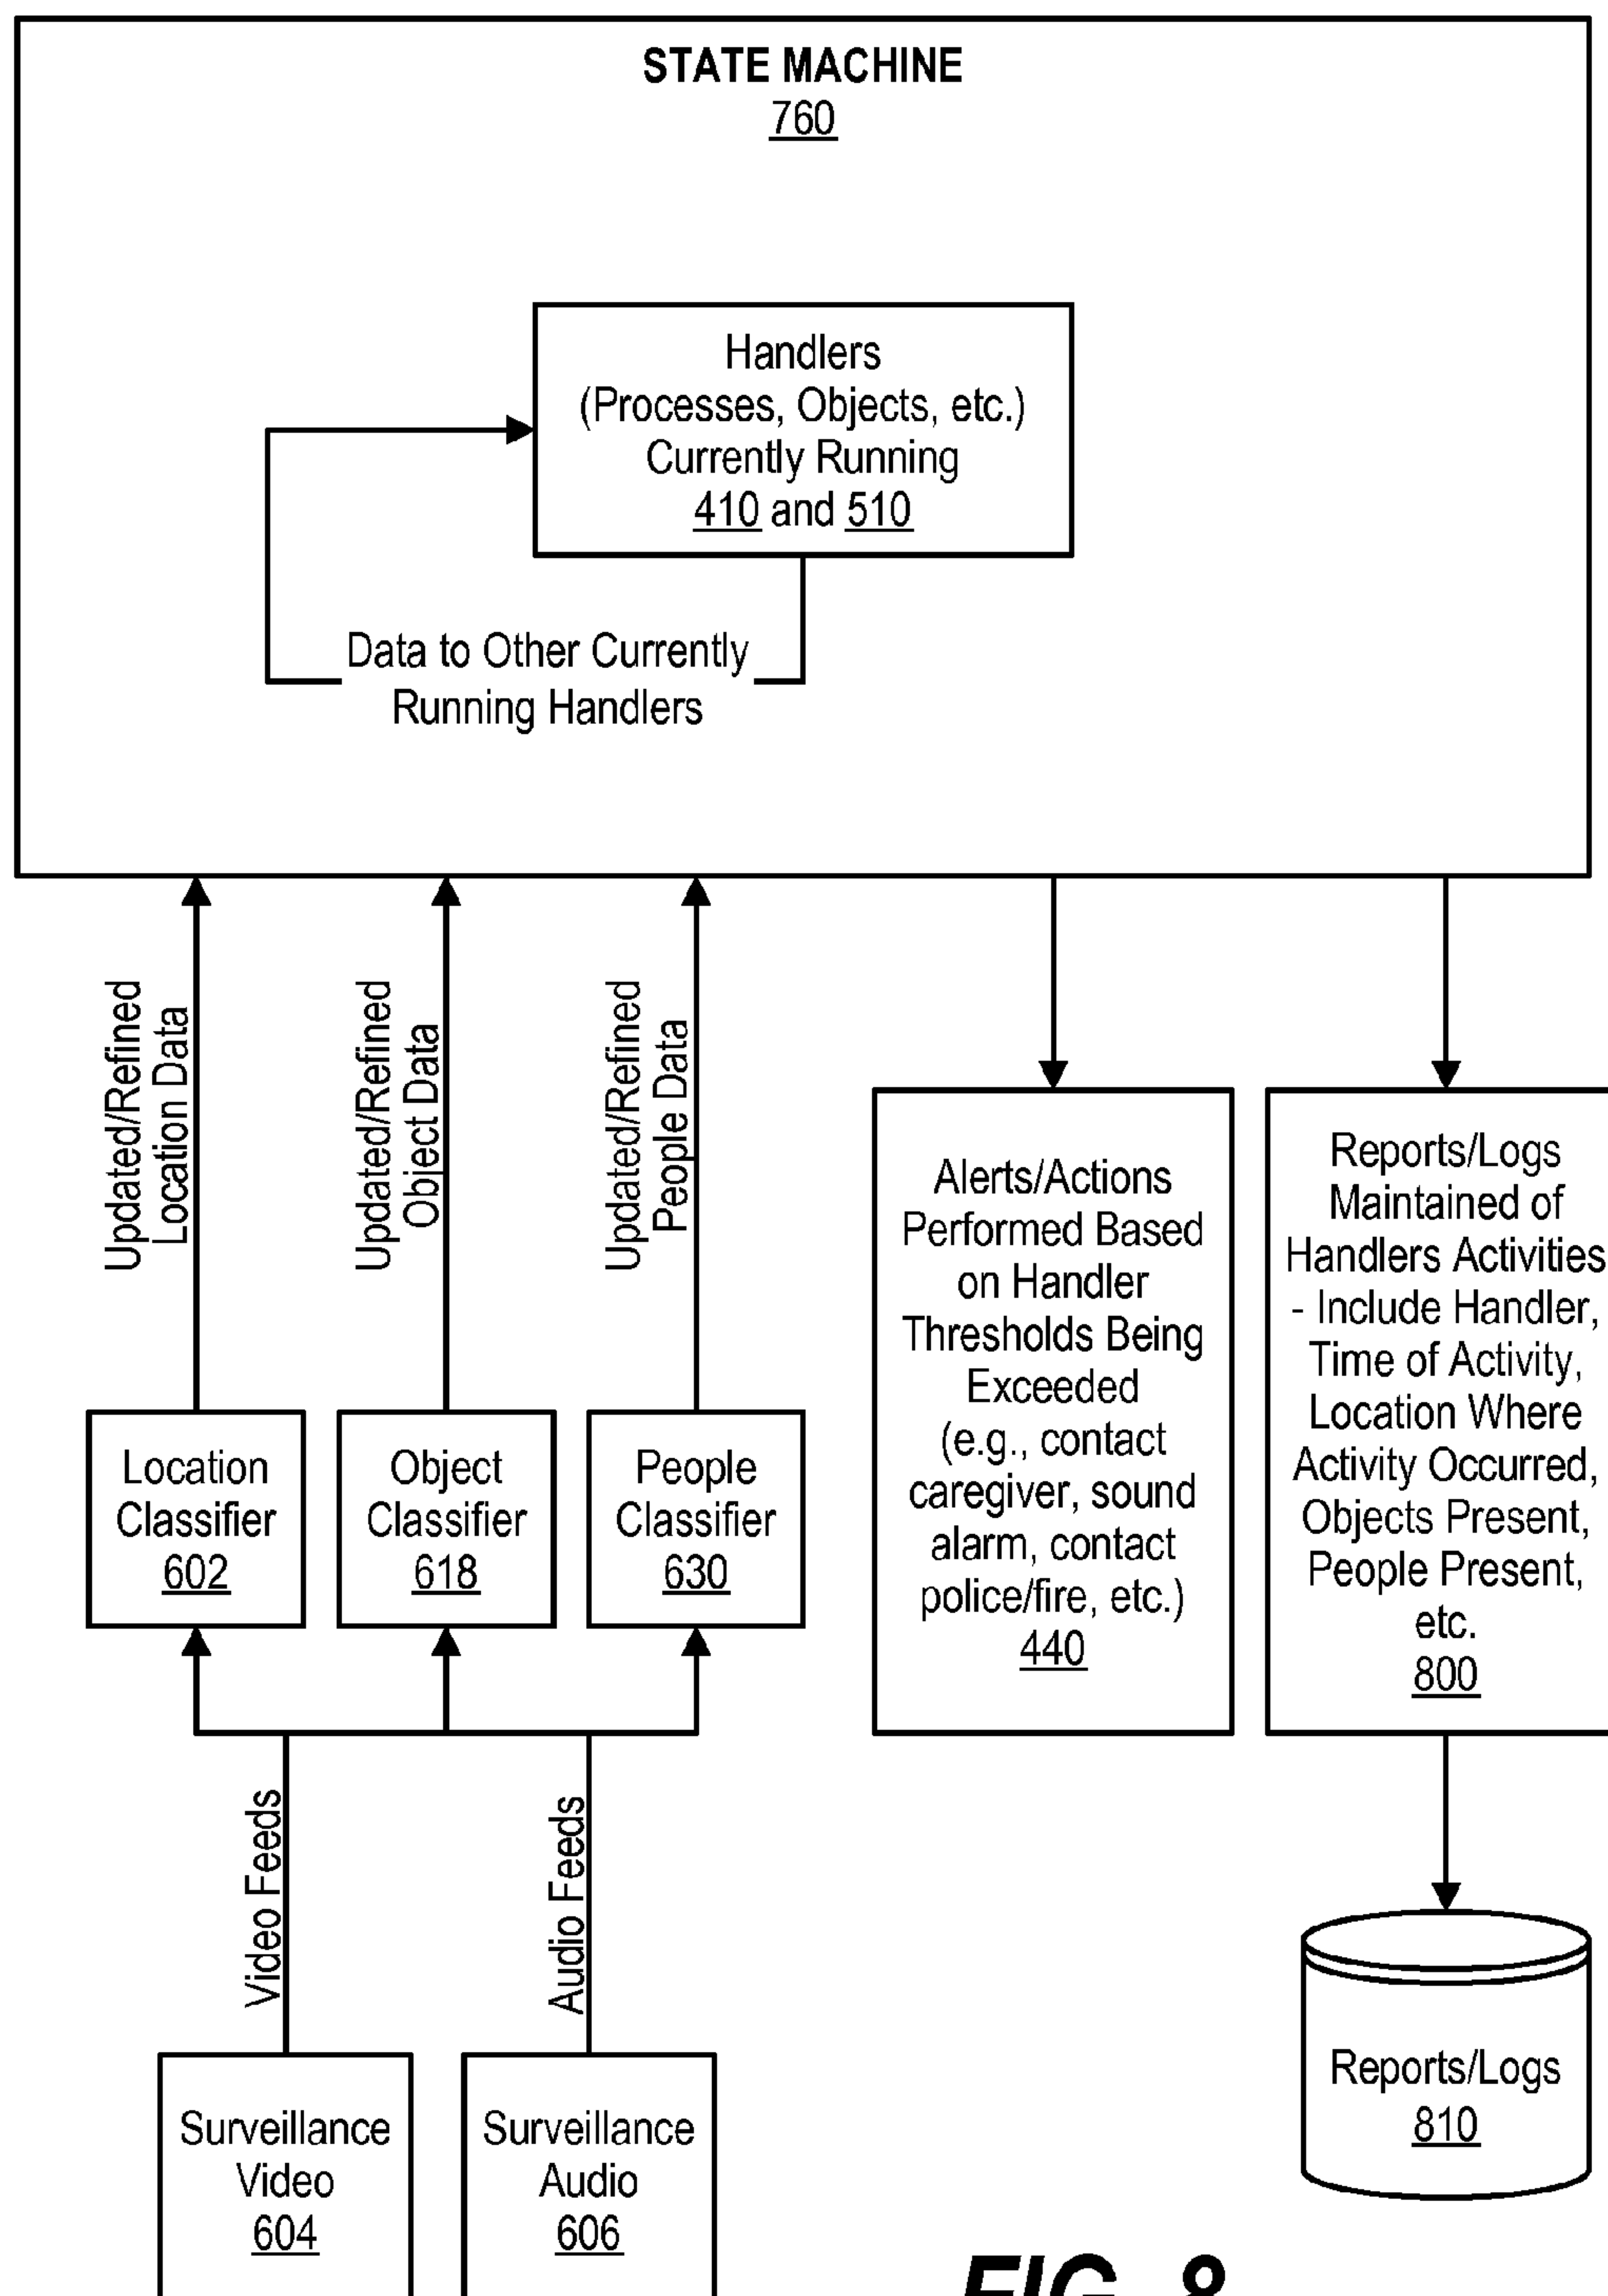 STATE MACHINE
760
Handlers
(Processes, Objects, etc.)
Currently Running
410 and 510
Data to Other Currently
Running Handlers
Updated/Refined
Location Data
Updated/Refined
Object Data
Updated/Refined
People Data
Location
Classifier
602
Object
Classifier
618
People
Classifier
630
Alerts/Actions
Performed Based
on Handler
Thresholds Being
Exceeded
(e.g., contact
caregiver, sound
alarm, contact
police/fire, etc.)
440
Reports/Logs
Maintained of
Handlers Activities
- Include Handler,
Time of Activity,
Location Where
Activity Occurred,
Objects Present,
People Present,
etc.
800
Video Feeds
Audio Feeds
Surveillance
Video
604
Surveillance
Audio
606
Reports/Logs
810
FIG. 8